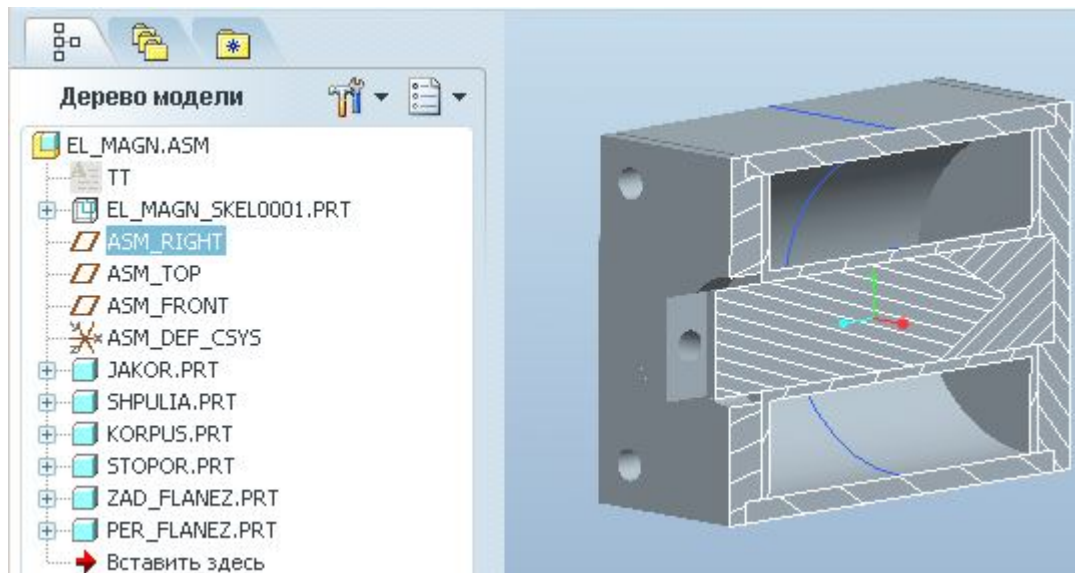 Дерево модели
EL_MAGN.ASM
TT
EL_MAGN_SKEL0001.PRT
ASM_RIGHT
ASM_TOP
ASM_FRONT
ASM_DEF_CSYS
JAKOR.PRT
SHPULIA.PRT
KORPUS.PRT
STOPOR.PRT
ZAD_FLANEZ.PRT
PER_FLANEZ.PRT
Вставить здесь